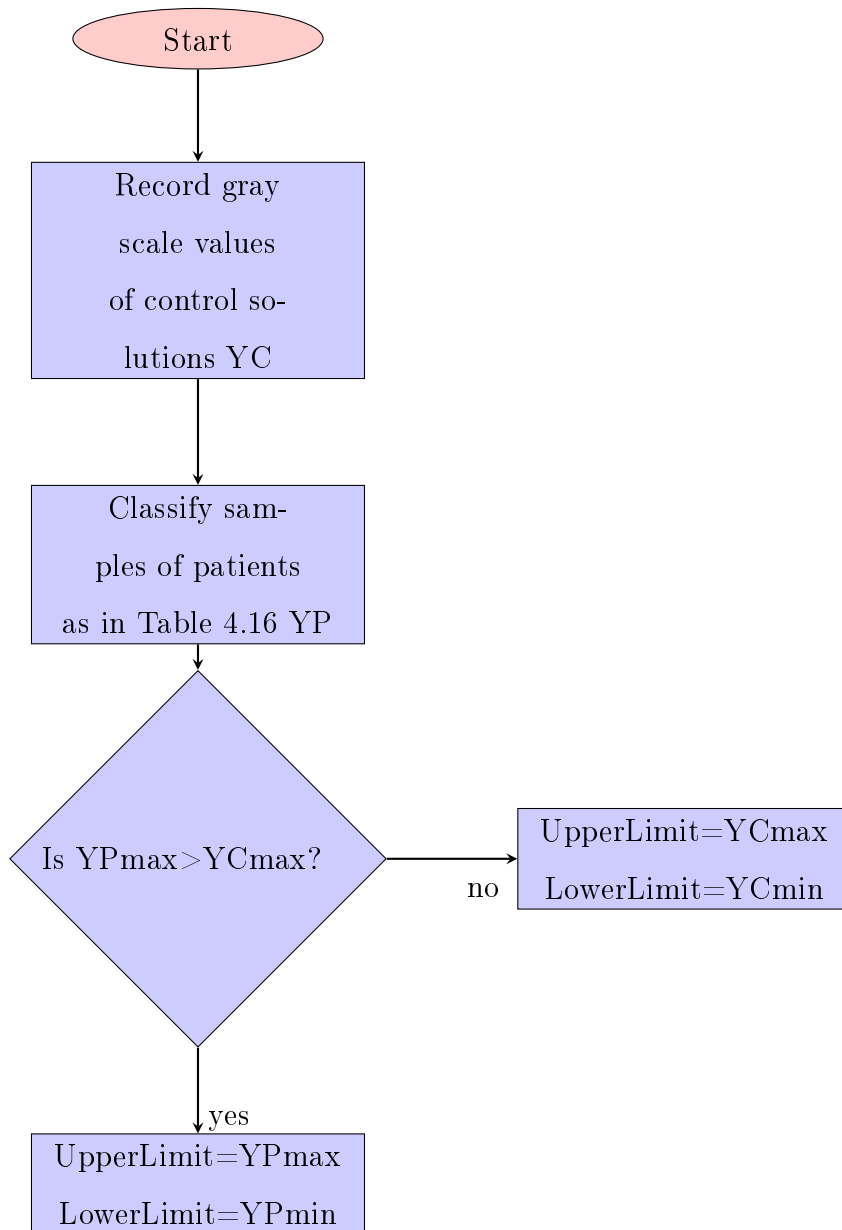 Start
Record gray
scale values
of control so-
lutions YC
Classify sam-
ples of patients
as in Table 4.16 YP
Is YPmax>YCmax?
UpperLimit=YCmax
LowerLimit=YCmin
no
yes
UpperLimit=YPmax
LowerLimit=YPmin